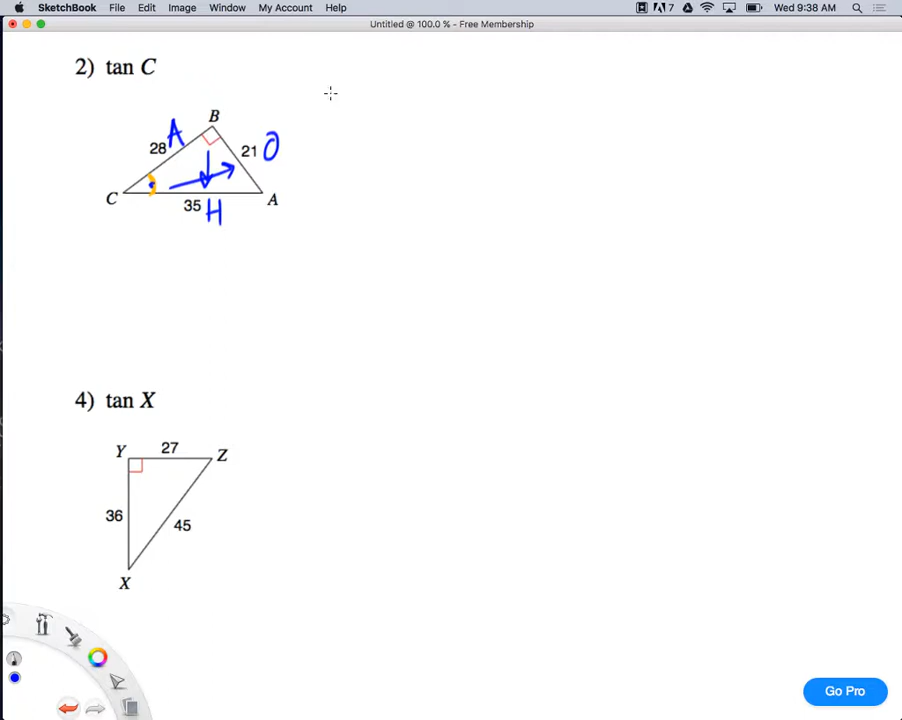 SketchBook File Edit Image Window My Account Help 7 Wed 9:38 AM
Untitled @ 100.0 % - Free Membership
2) tan C
B
28 A 21 O
C A
35 H
4) tan X
Y 27 Z
36 45
X
Go Pro